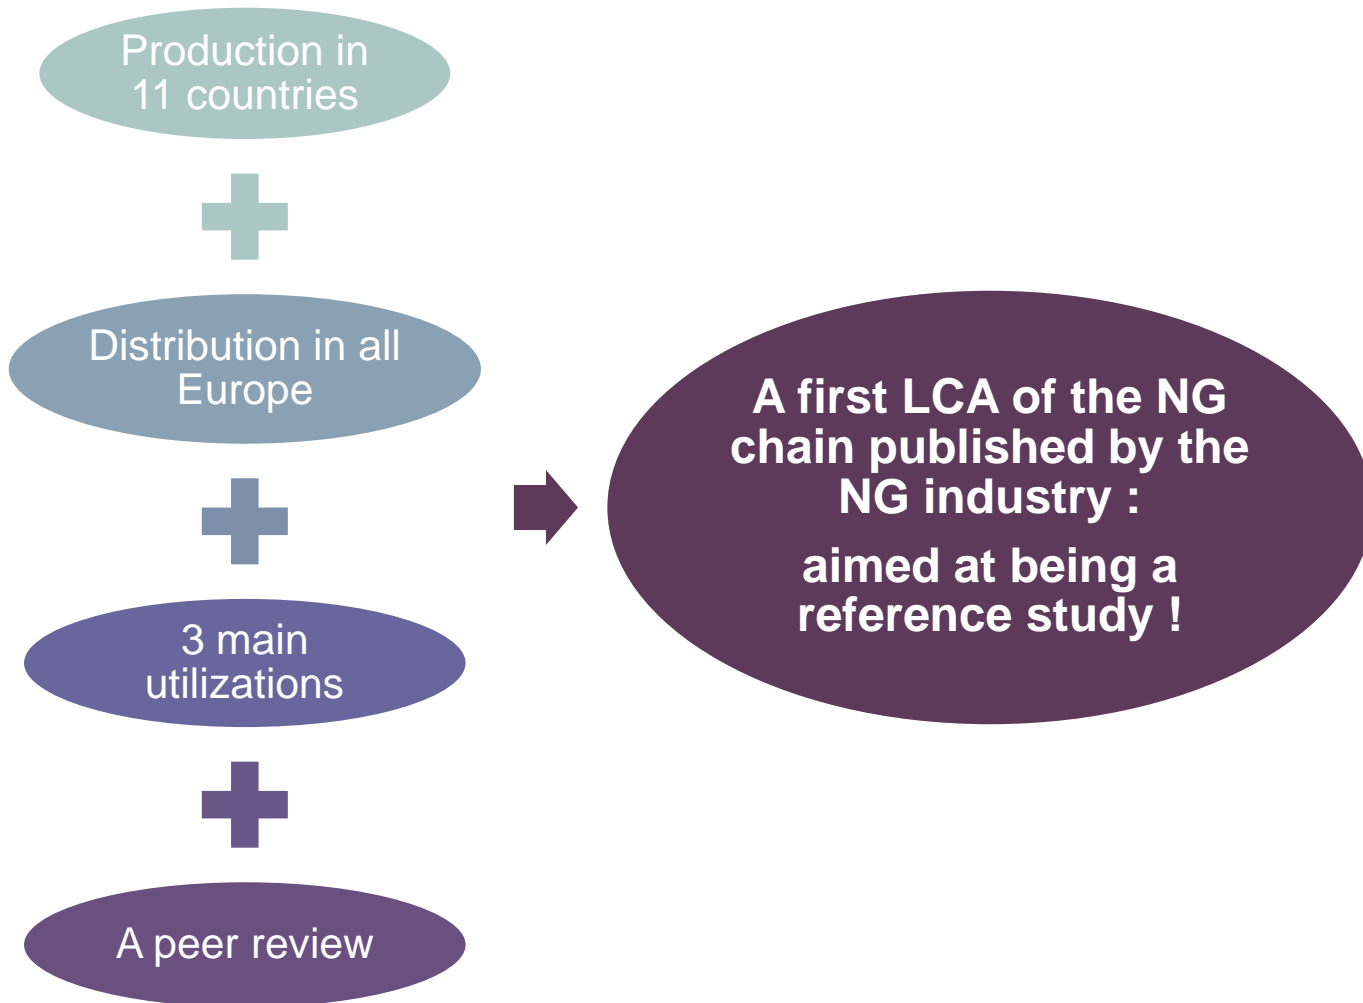 Production in
11 countries
Distribution in all
Europe
3 main
utilizations
A peer review
A first LCA of the NG
chain published by the
NG industry :
aimed at being a
reference study !